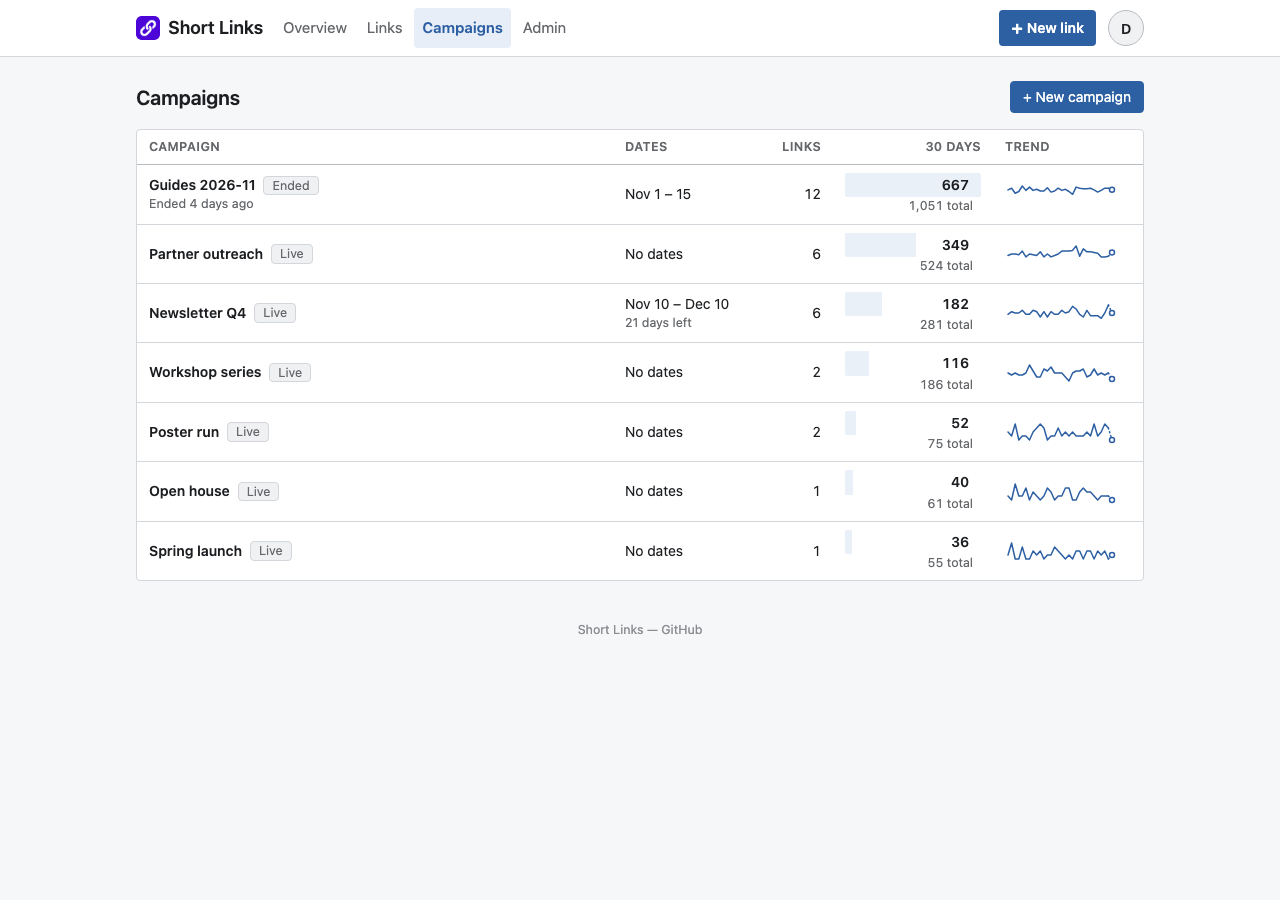 Short Links Overview Links Campaigns Admin + New link D
Campaigns + New campaign
CAMPAIGN DATES LINKS 30 DAYS TREND
Guides 2026-11 Ended Nov 1 – 15 12 667
Ended 4 days ago 1,051 total
Partner outreach Live No dates 6 349
524 total
Newsletter Q4 Live Nov 10 – Dec 10 6 182
21 days left 281 total
Workshop series Live No dates 2 116
186 total
Poster run Live No dates 2 52
75 total
Open house Live No dates 1 40
61 total
Spring launch Live No dates 1 36
55 total
Short Links — GitHub